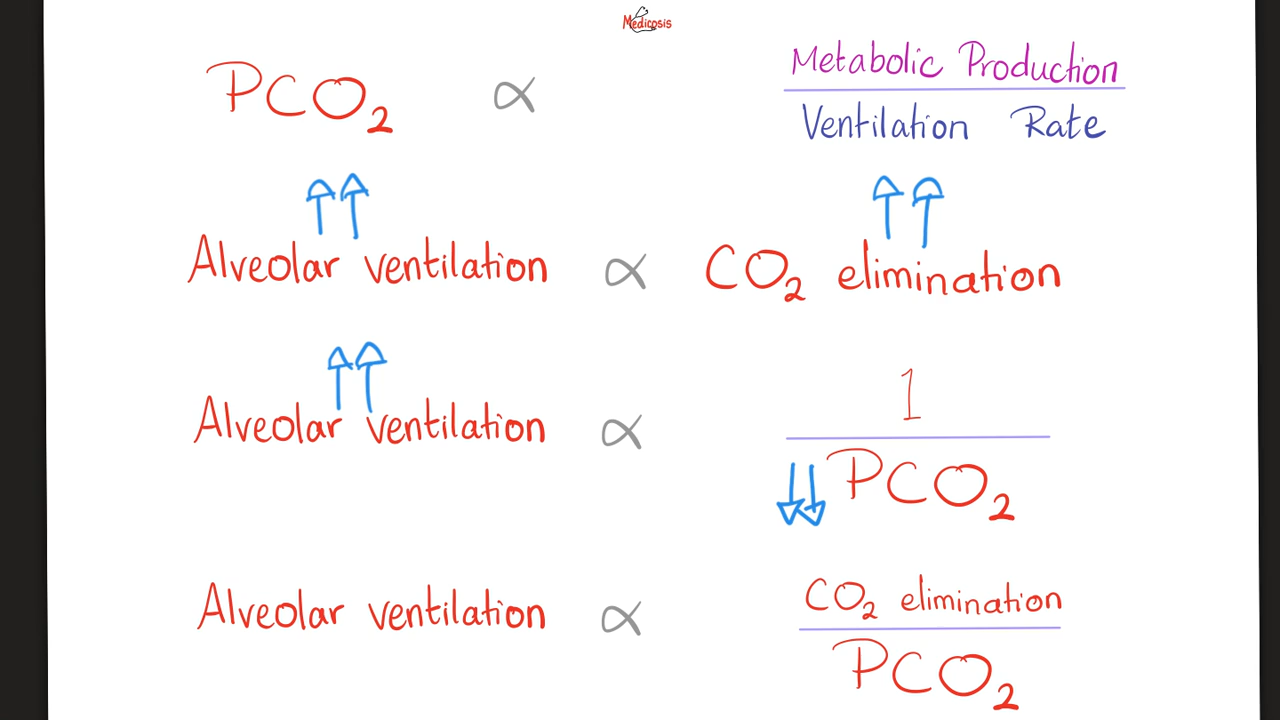 Medicosis
PCO₂ ∝ Metabolic Production
Ventilation Rate
Alveolar ventilation ∝ CO₂ elimination
Alveolar ventilation ∝ 1
PCO₂
Alveolar ventilation ∝ CO₂ elimination
PCO₂